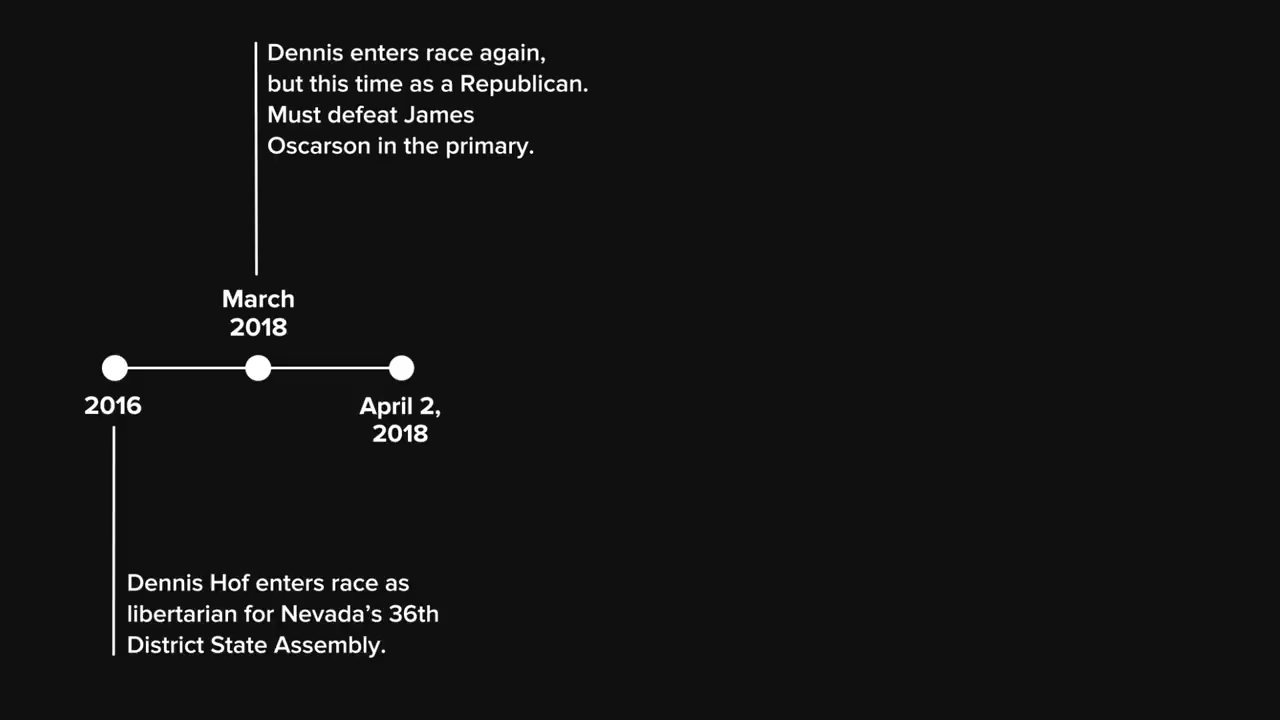 Dennis enters race again,
but this time as a Republican.
Must defeat James
Oscarson in the primary.
March
2018
2016
April 2,
2018
Dennis Hof enters race as
libertarian for Nevada’s 36th
District State Assembly.